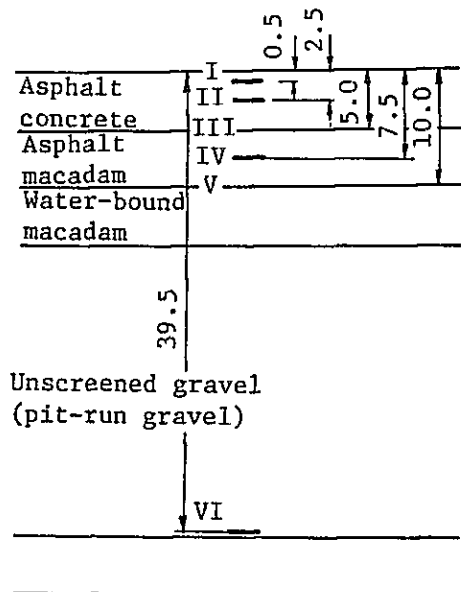 0.5
2.5
I
Asphalt
concrete
II
III
5.0
7.5
10.0
Asphalt
macadam
IV
V
Water-bound
macadam
39.5
Unscreened gravel
(pit-run gravel)
VI